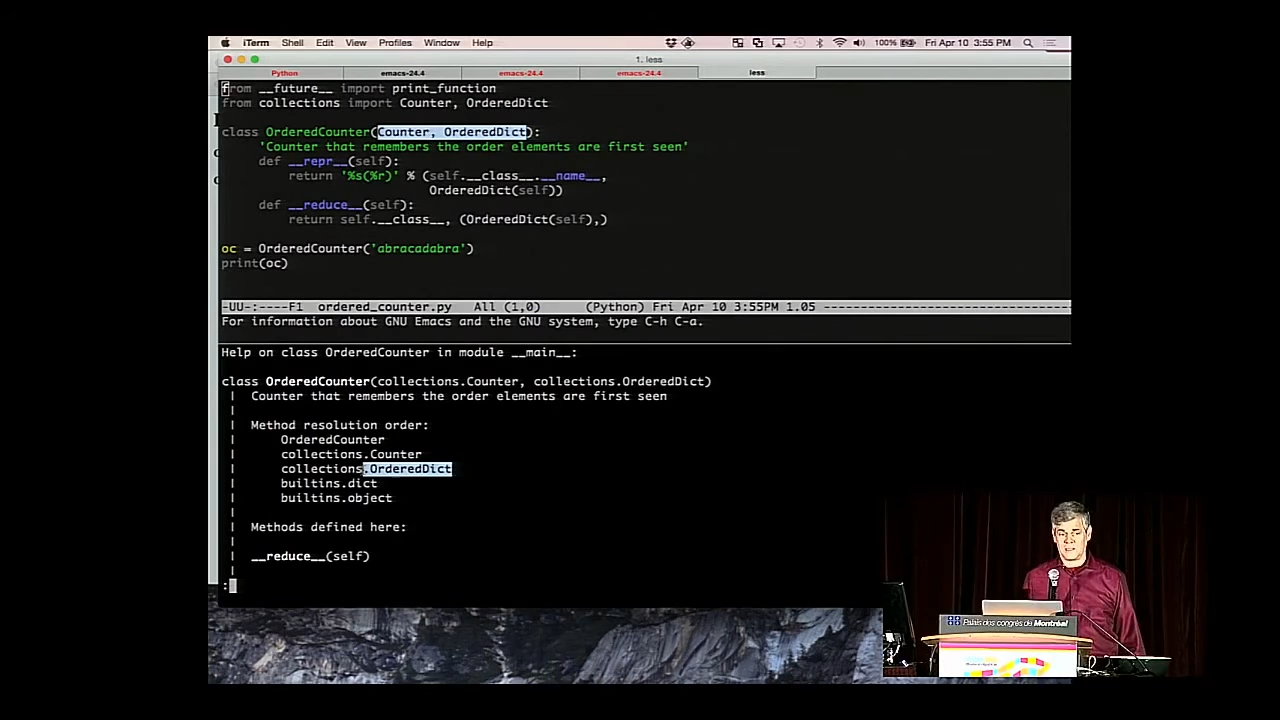 iTerm Shell Edit View Profiles Window Help 100% Fri Apr 10 3:55 PM
1. less
Python emacs-24.4 emacs-24.4 emacs-24.4 less
from __future__ import print_function
from collections import Counter, OrderedDict
class OrderedCounter(Counter, OrderedDict):
'Counter that remembers the order elements are first seen'
def __repr__(self):
return '%s(%r)' % (self.__class__.__name__,
OrderedDict(self))
def __reduce__(self):
return self.__class__, (OrderedDict(self),)
oc = OrderedCounter('abracadabra')
print(oc)
-UU-:----F1 ordered_counter.py All (1,0) (Python) Fri Apr 10 3:55PM 1.05 ----------------------------------
For information about GNU Emacs and the GNU system, type C-h C-a.
Help on class OrderedCounter in module __main__:
class OrderedCounter(collections.Counter, collections.OrderedDict)
| Counter that remembers the order elements are first seen
|
| Method resolution order:
| OrderedCounter
| collections.Counter
| collections.OrderedDict
| builtins.dict
| builtins.object
|
| Methods defined here:
|
| __reduce__(self)
|
:
Palais des congrès de Montréal